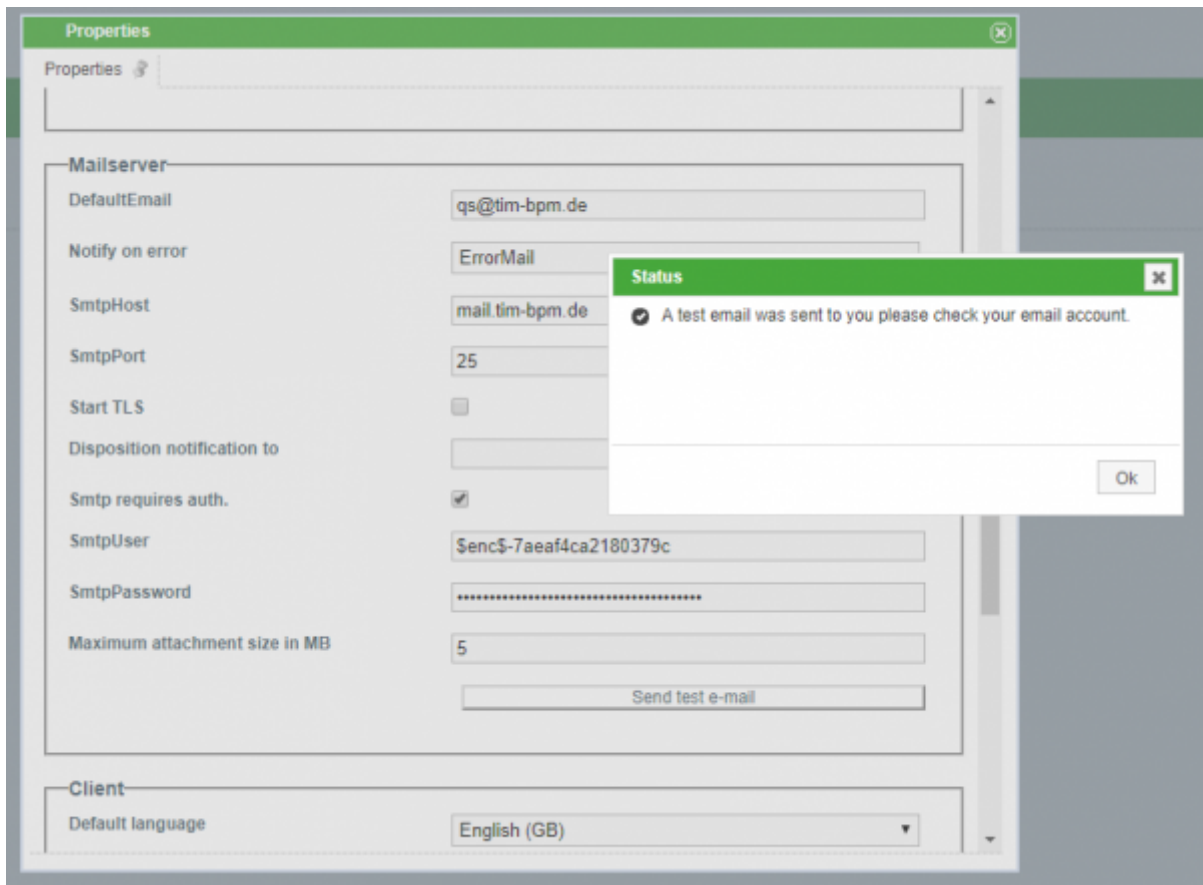 Properties
Properties
Mailserver
DefaultEmail
qs@tim-bpm.de
Notify on error
ErrorMail
SmtpHost
mail.tim-bpm.de
SmtpPort
25
Start TLS
Disposition notification to
Smtp requires auth.
SmtpUser
$enc$-7aeaf4ca2180379c
SmtpPassword
Maximum attachment size in MB
5
Send test e-mail
Client
Default language
English (GB)
Status
A test email was sent to you please check your email account.
Ok